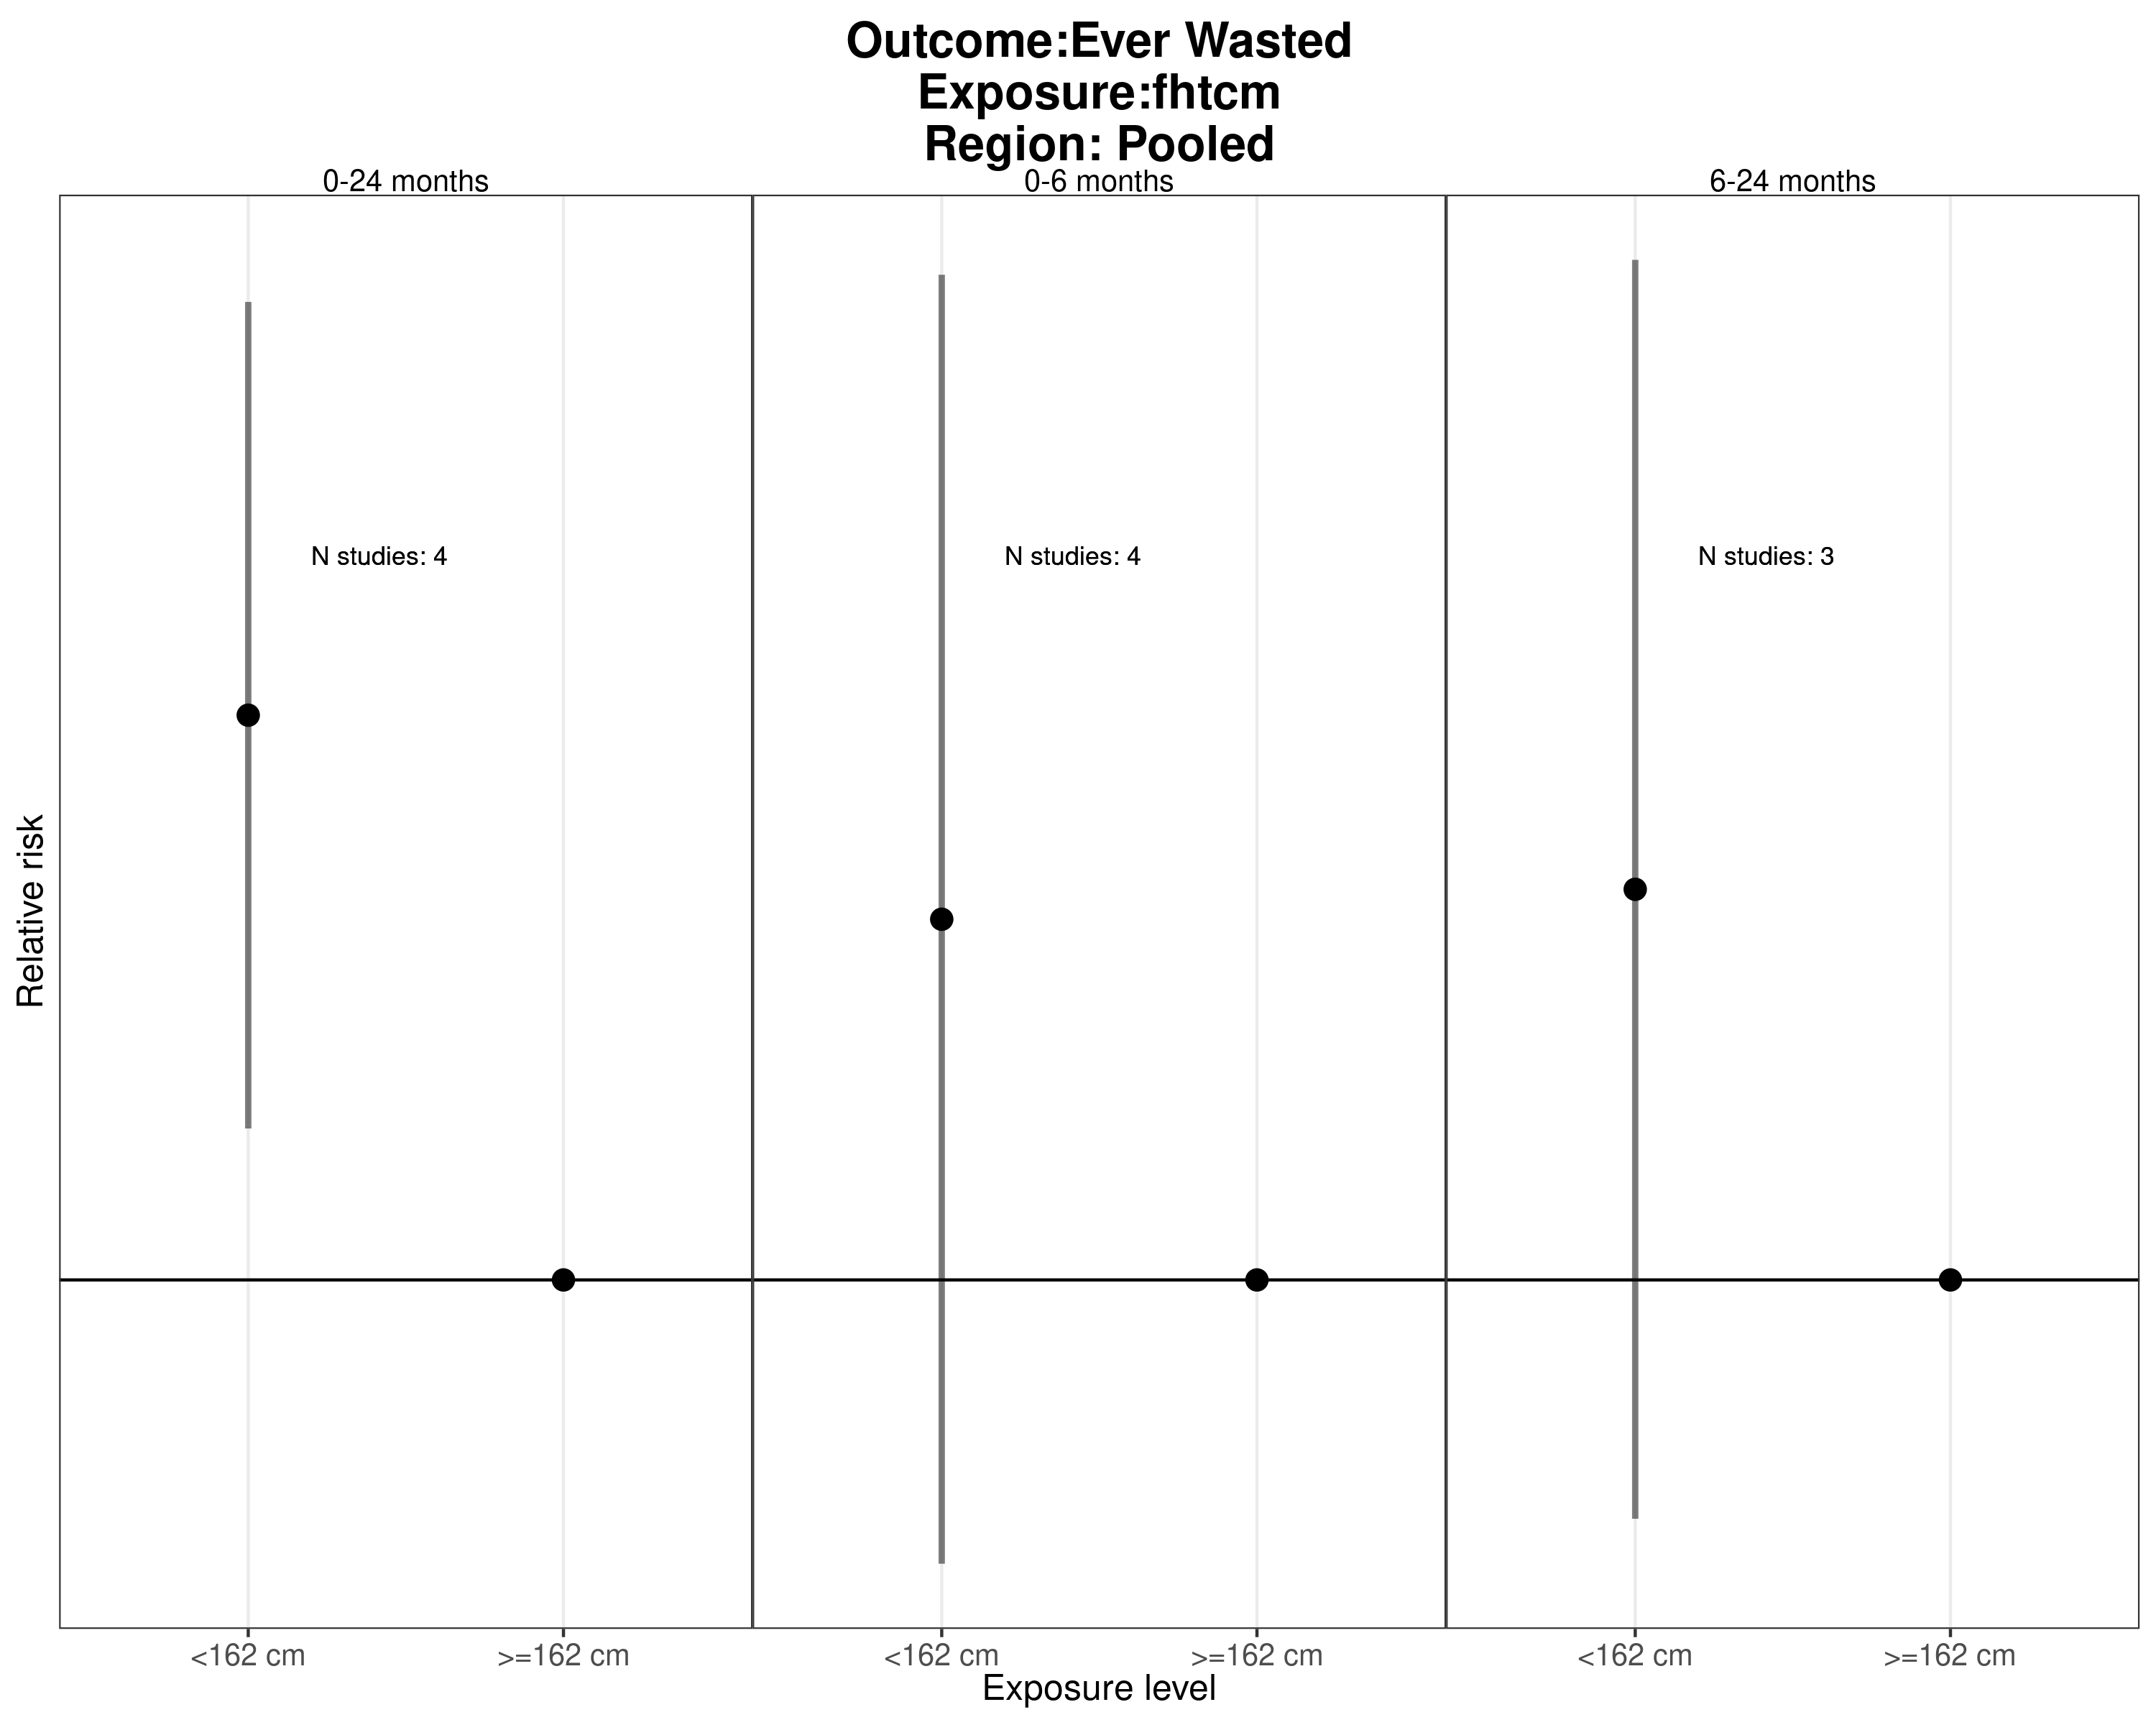 Outcome:Ever Wasted
Exposure:fhtcm
Region: Pooled
0-24 months
0-6 months
6-24 months
N studies: 4
N studies: 4
N studies: 3
Relative risk
<162 cm
>=162 cm
<162 cm
>=162 cm
<162 cm
>=162 cm
Exposure level